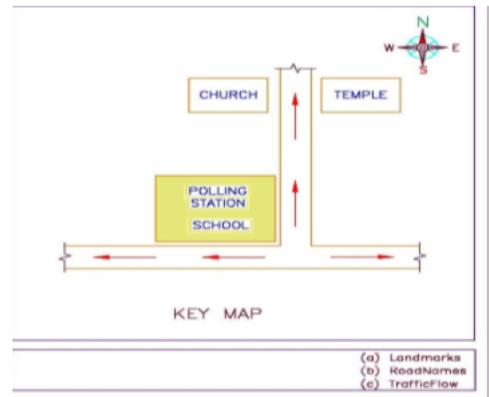 N
W E
S
CHURCH
TEMPLE
POLLING
STATION
SCHOOL
KEY MAP
(a) Landmarks
(b) RoadNames
(c) TrafficFlow